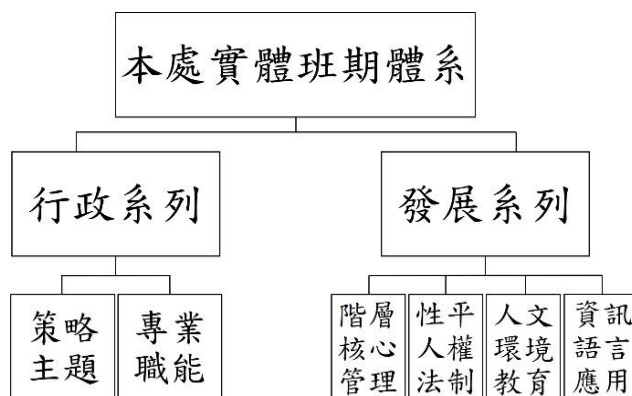 本處實體班期體系
行政系列
發展系列
策略
主題
專業
職能
階層
核心
管理
性平
人權
法制
人文
環境
教育
資訊
語言
應用